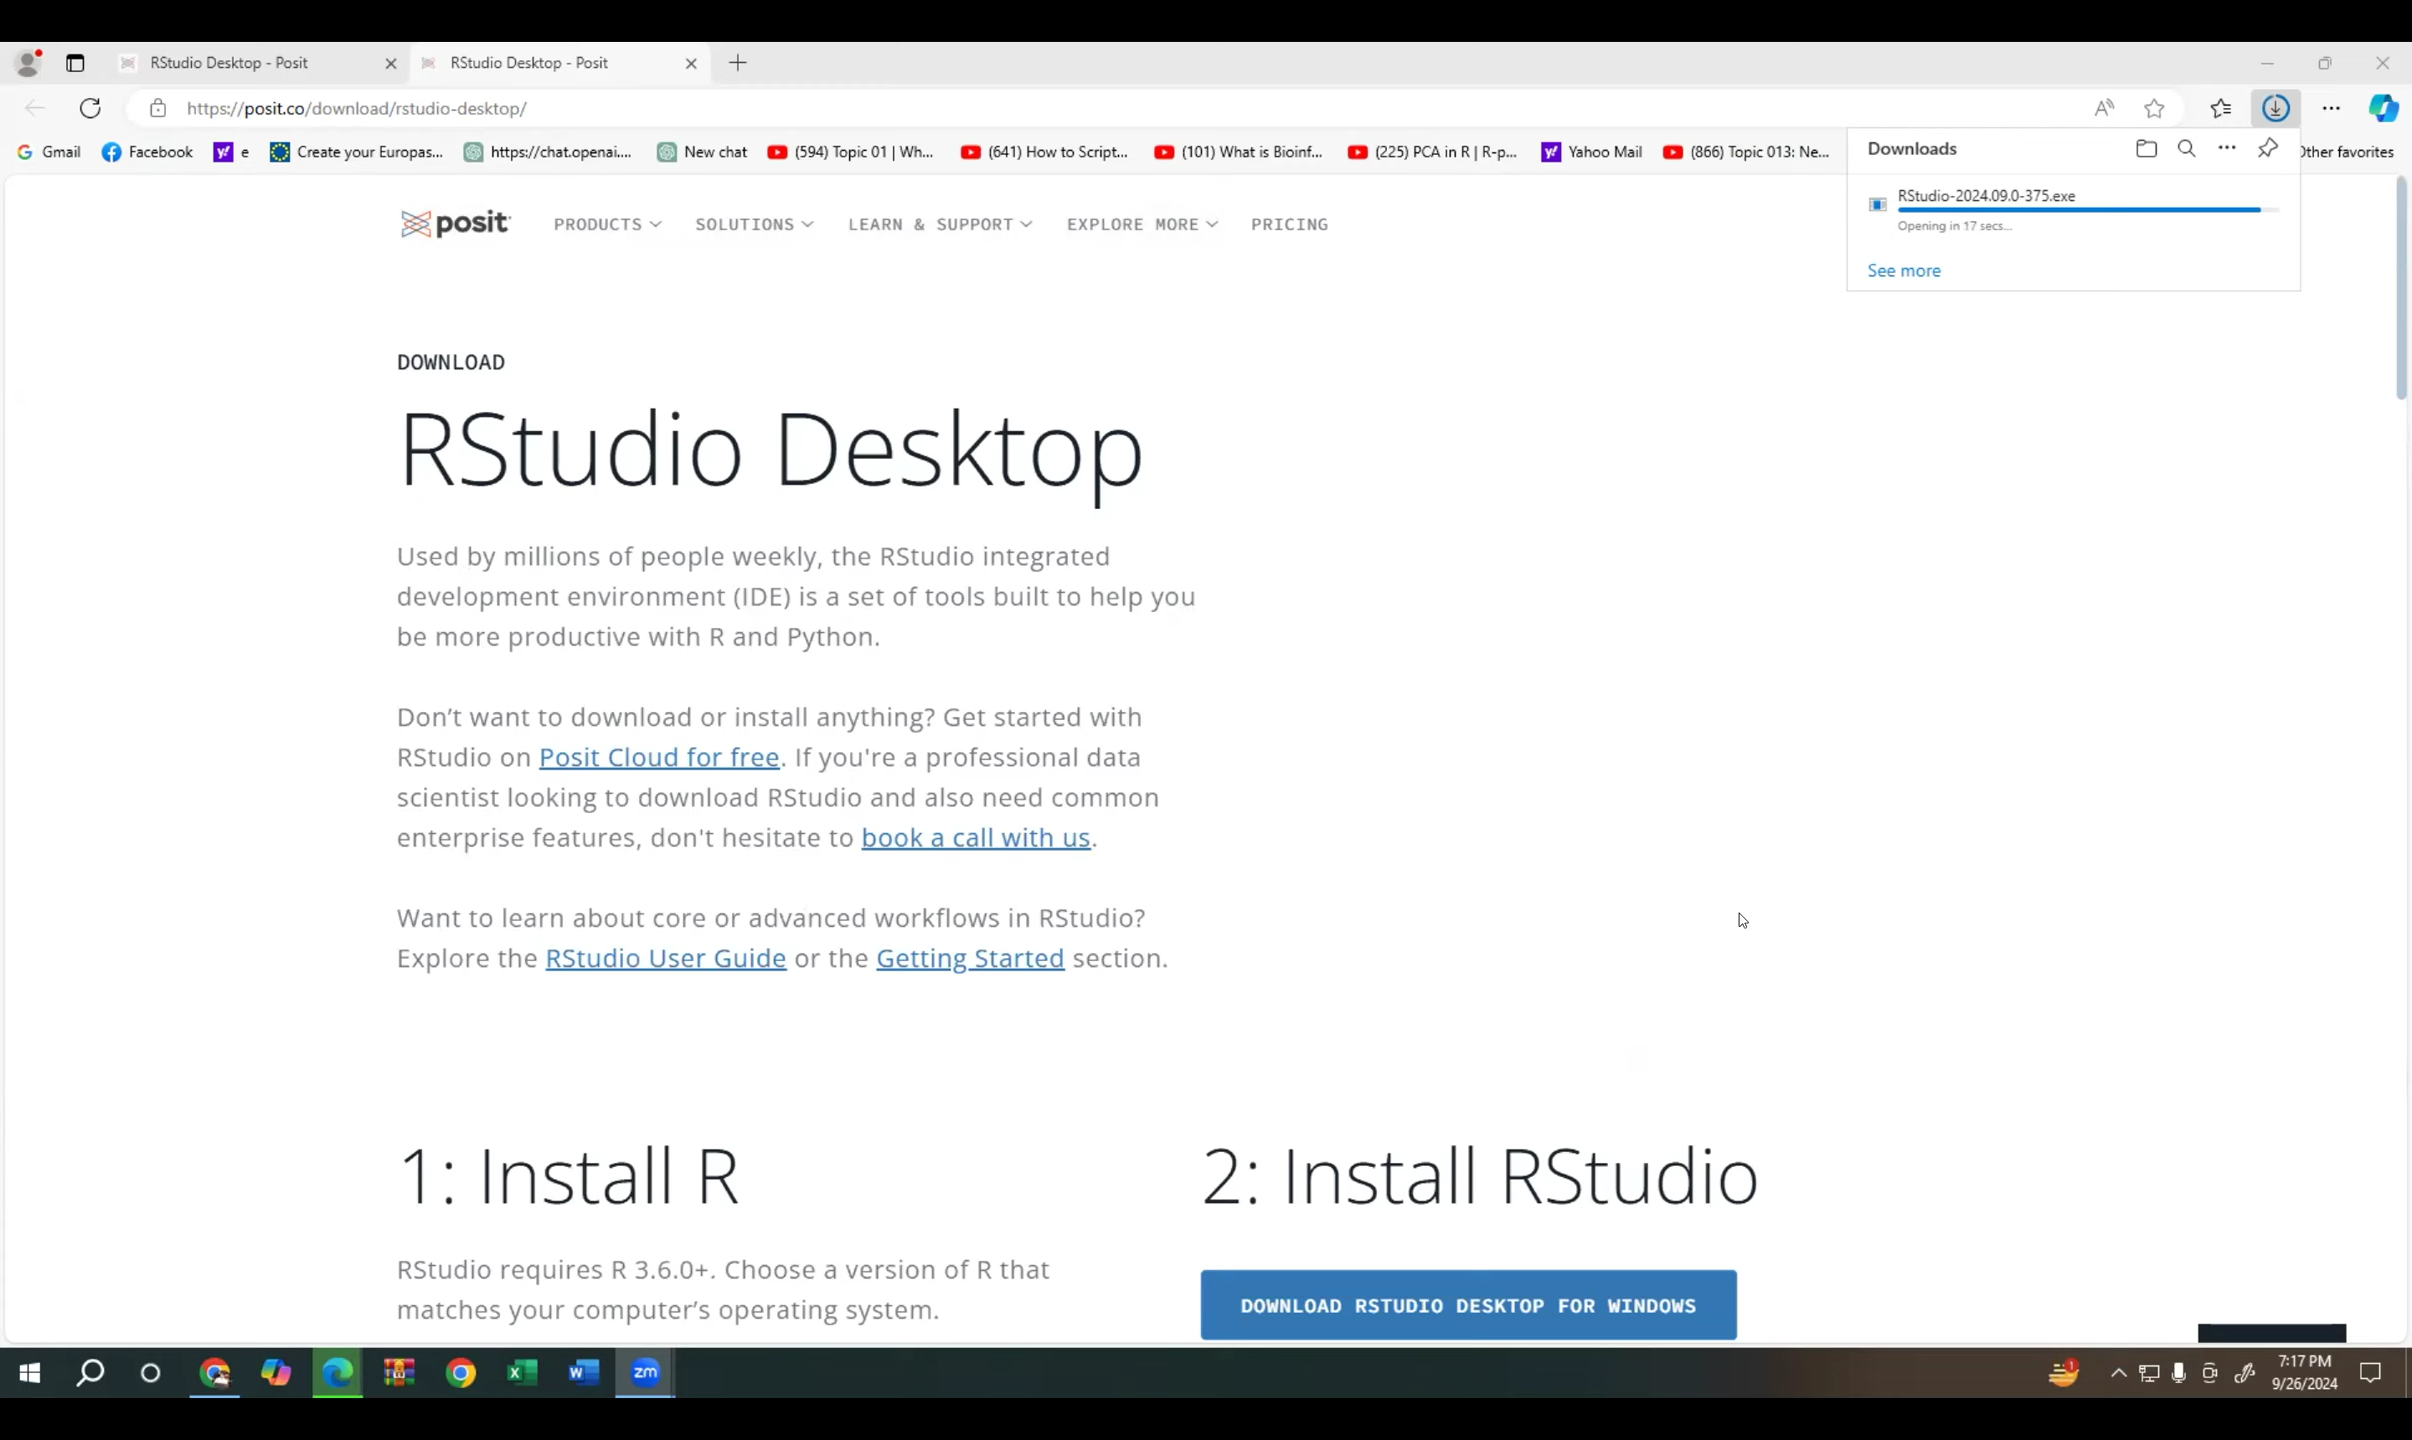 RStudio Desktop - Posit
RStudio Desktop - Posit
https://posit.co/download/rstudio-desktop/
Gmail
Facebook
e
Create your Europas...
https://chat.openai....
New chat
(594) Topic 01 | Wh...
(641) How to Script...
(101) What is Bioinf...
(225) PCA in R | R-p...
Yahoo Mail
(866) Topic 013: Ne...
Other favorites
Downloads
RStudio-2024.09.0-375.exe
Opening in 17 secs...
See more
posit
PRODUCTS
SOLUTIONS
LEARN & SUPPORT
EXPLORE MORE
PRICING
DOWNLOAD
RStudio Desktop
Used by millions of people weekly, the RStudio integrated
development environment (IDE) is a set of tools built to help you
be more productive with R and Python.
Don’t want to download or install anything? Get started with
RStudio on Posit Cloud for free. If you're a professional data
scientist looking to download RStudio and also need common
enterprise features, don't hesitate to book a call with us.
Want to learn about core or advanced workflows in RStudio?
Explore the RStudio User Guide or the Getting Started section.
1: Install R
RStudio requires R 3.6.0+. Choose a version of R that
matches your computer’s operating system.
2: Install RStudio
DOWNLOAD RSTUDIO DESKTOP FOR WINDOWS
zm
1
7:17 PM
9/26/2024